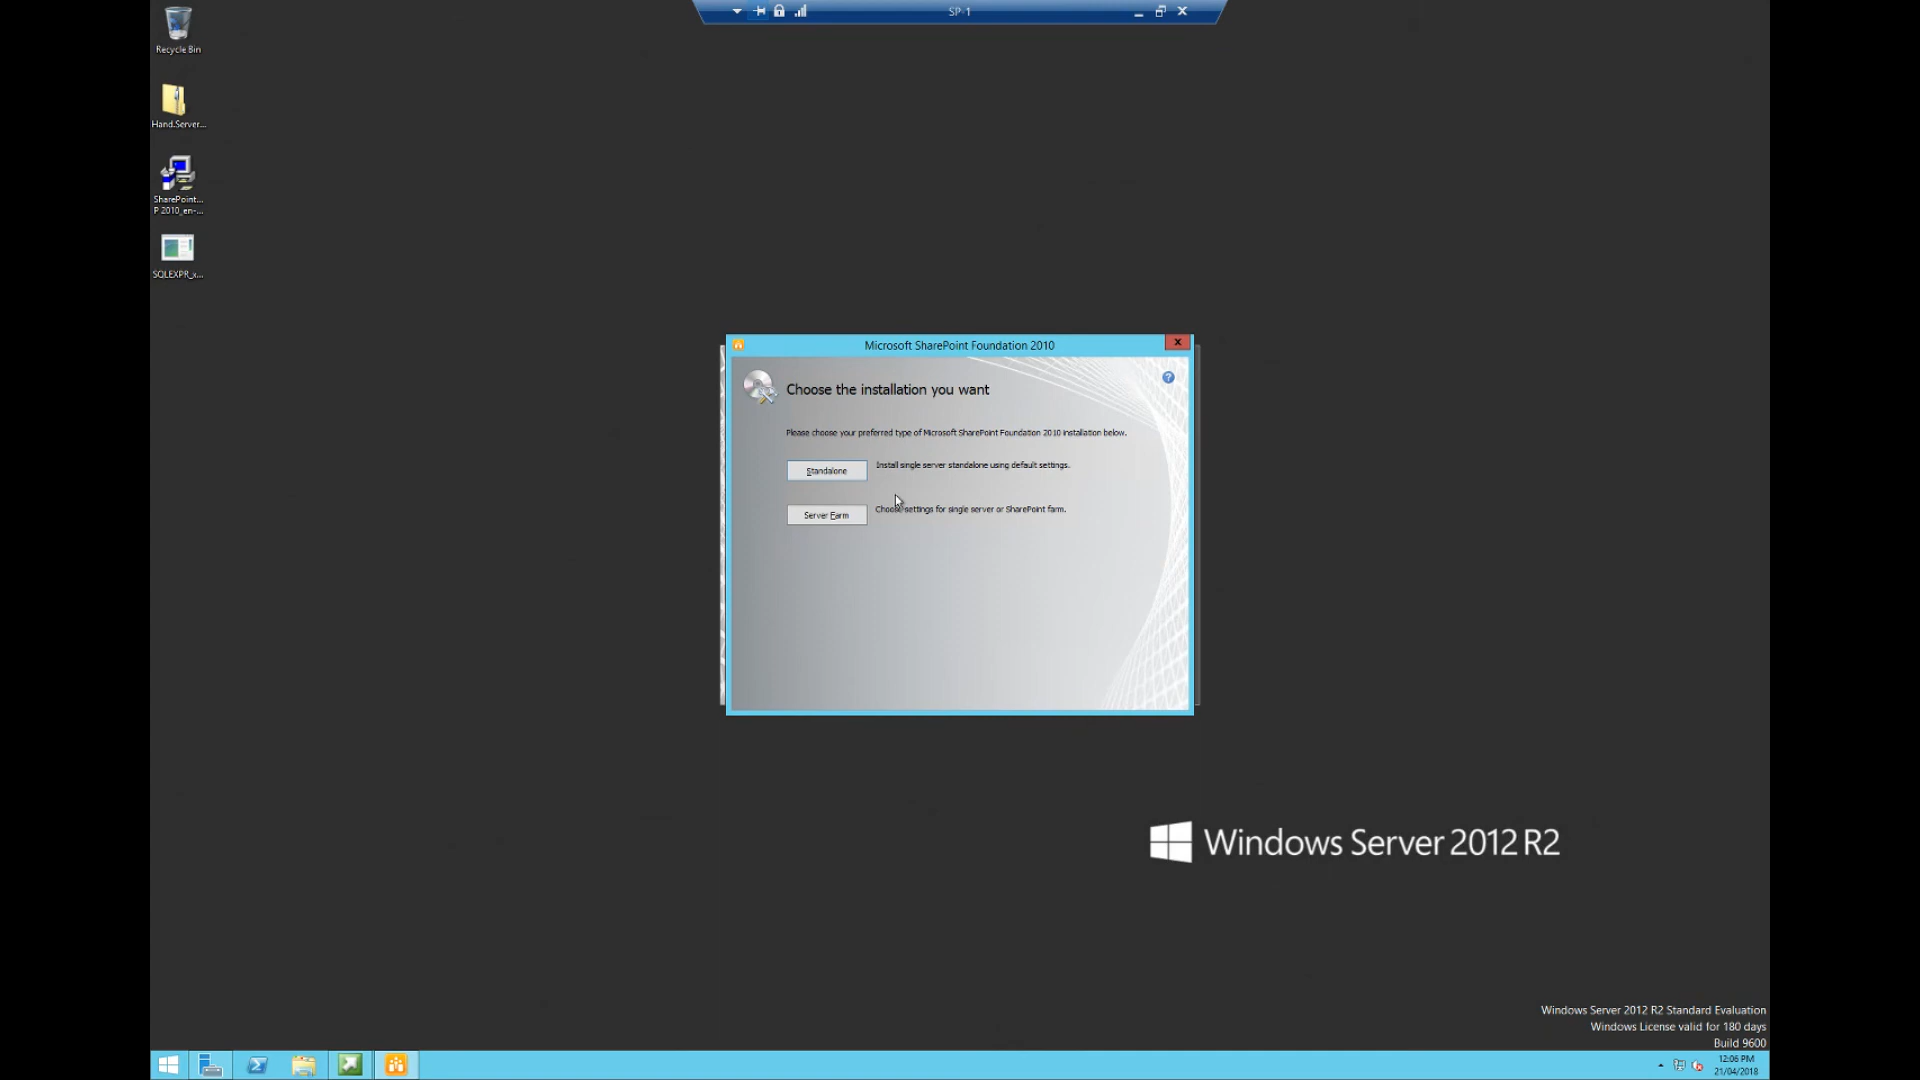 SP-1
Recycle Bin
Hand.Server...
SharePoint...
P 2010_en-...
SQLEXPR_x...
Microsoft SharePoint Foundation 2010
Choose the installation you want
Please choose your preferred type of Microsoft SharePoint Foundation 2010 installation below.
Standalone
Install single server standalone using default settings.
Server Farm
Choose settings for single server or SharePoint farm.
Windows Server 2012 R2
Windows Server 2012 R2 Standard Evaluation
Windows License valid for 180 days
Build 9600
12:06 PM
21/04/2018